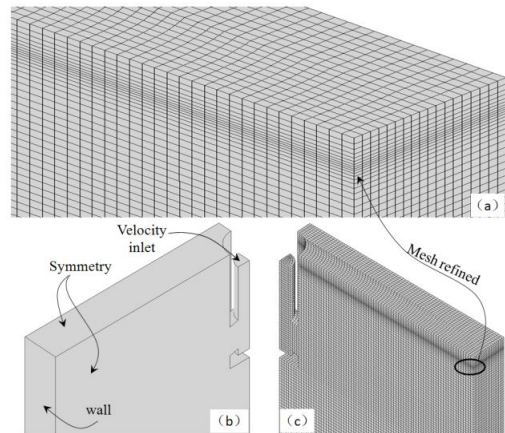 (a)
Velocity
inlet
Symmetry
Mesh refined
wall
(b)
(c)